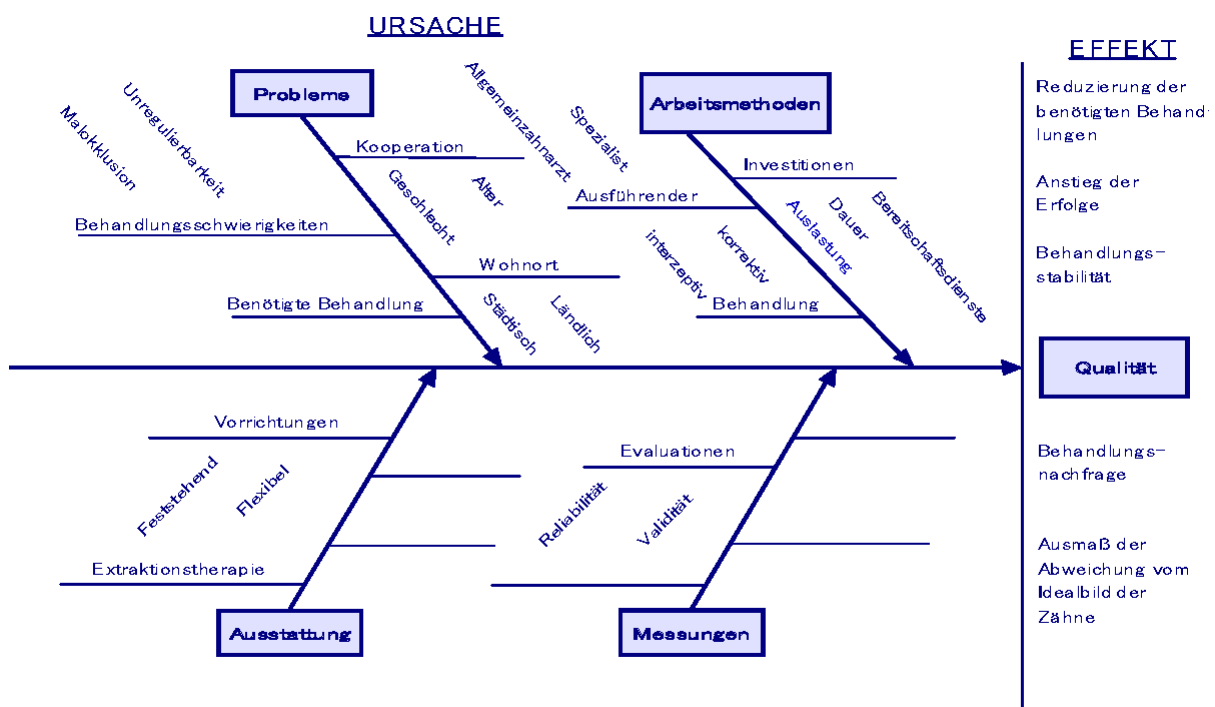 URSACHE
EFFEKT
Probleme
Arbeitsmethoden
Malokklusion
Unregulierbarkeit
Kooperation
Geschlecht
Alter
Behandlungsschwierigkeiten
Wohnort
Städtisch
Ländlich
Benötigte Behandlung
Allgemeinzahnarzt
Spezialist
Investitionen
Ausführender
Auslastung
Dauer
Bereitschaftsdienste
interzeptiv
korrektiv
Behandlung
Reduzierung der
benötigten Behand
lungen
Anstieg der
Erfolge
Behandlungs-
stabilität
Qualität
Vorrichtungen
Feststehend
Flexibel
Extraktionstherapie
Ausstattung
Evaluationen
Reliabilität
Validität
Messungen
Behandlungs-
nachfrage
Ausmaß der
Abweichung vom
Idealbild der
Zähne